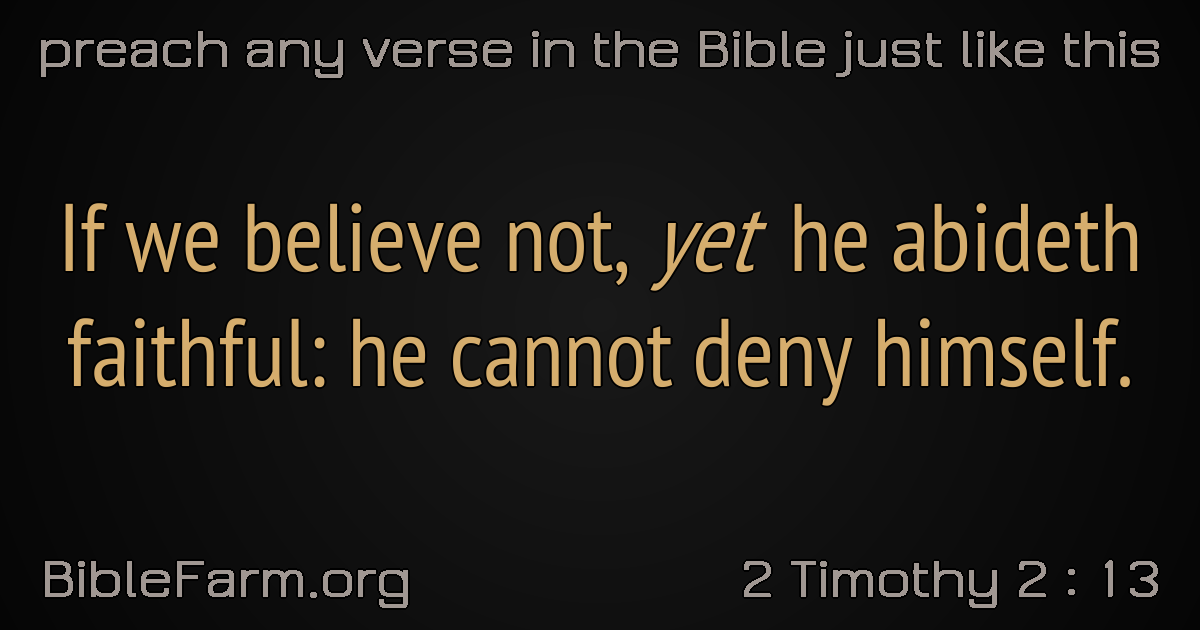 preach any verse in the Bible just like this
If we believe not, yet he abideth
faithful: he cannot deny himself.
BibleFarm.org
2 Timothy 2 : 13